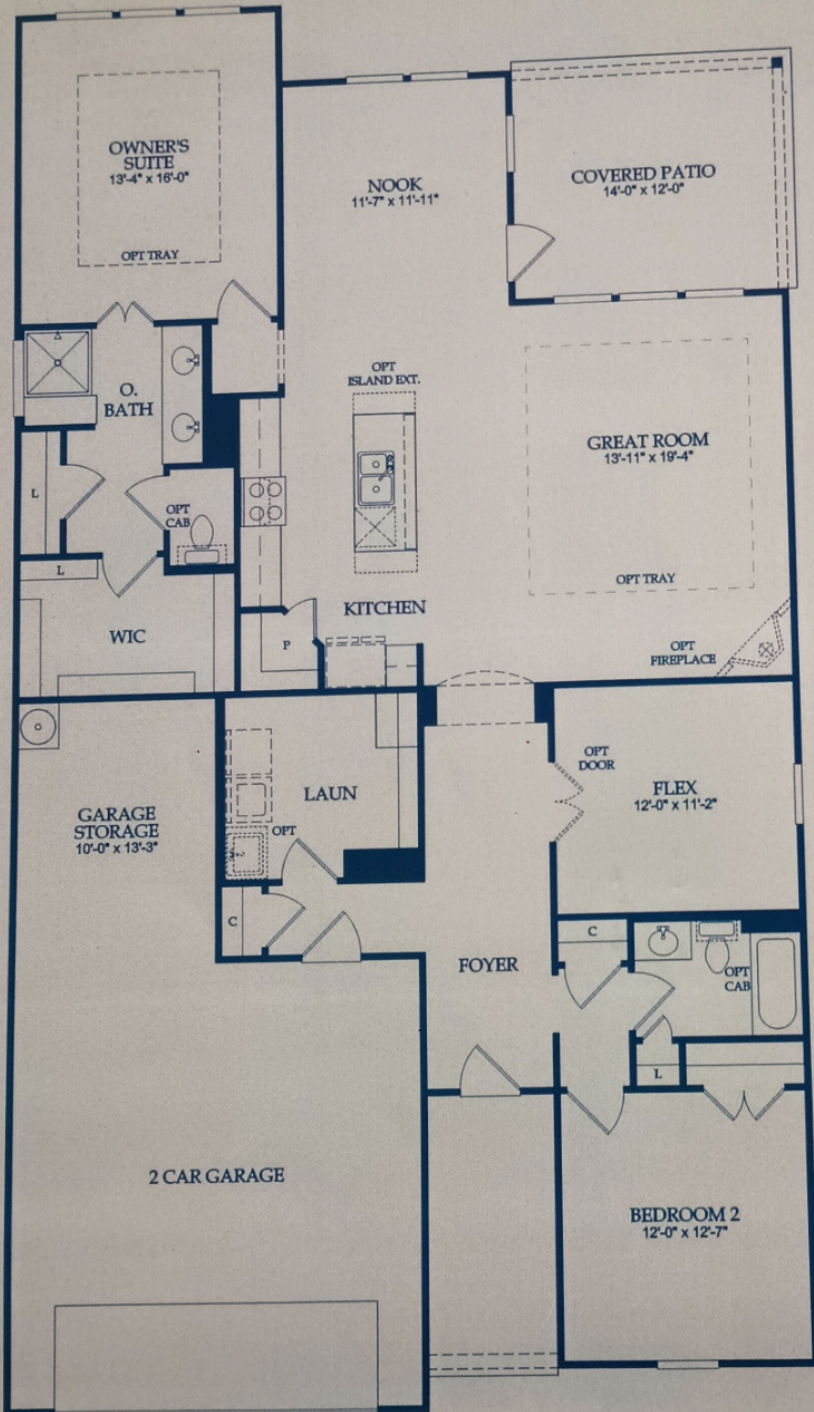 OWNER'S
SUITE
13'-4" x 16'-0"
OPT TRAY
NOOK
11'-7" x 11'-11"
COVERED PATIO
14'-0" x 12'-0"
O.
BATH
L
OPT
CAB
L
WIC
OPT
ISLAND EXT.
KITCHEN
P
GREAT ROOM
13'-11" x 19'-4"
OPT TRAY
OPT
FIREPLACE
GARAGE
STORAGE
10'-0" x 13'-3"
LAUN
OPT
C
OPT
DOOR
FLEX
12'-0" x 11'-2"
FOYER
C
OPT
CAB
L
2 CAR GARAGE
BEDROOM 2
12'-0" x 12'-7"